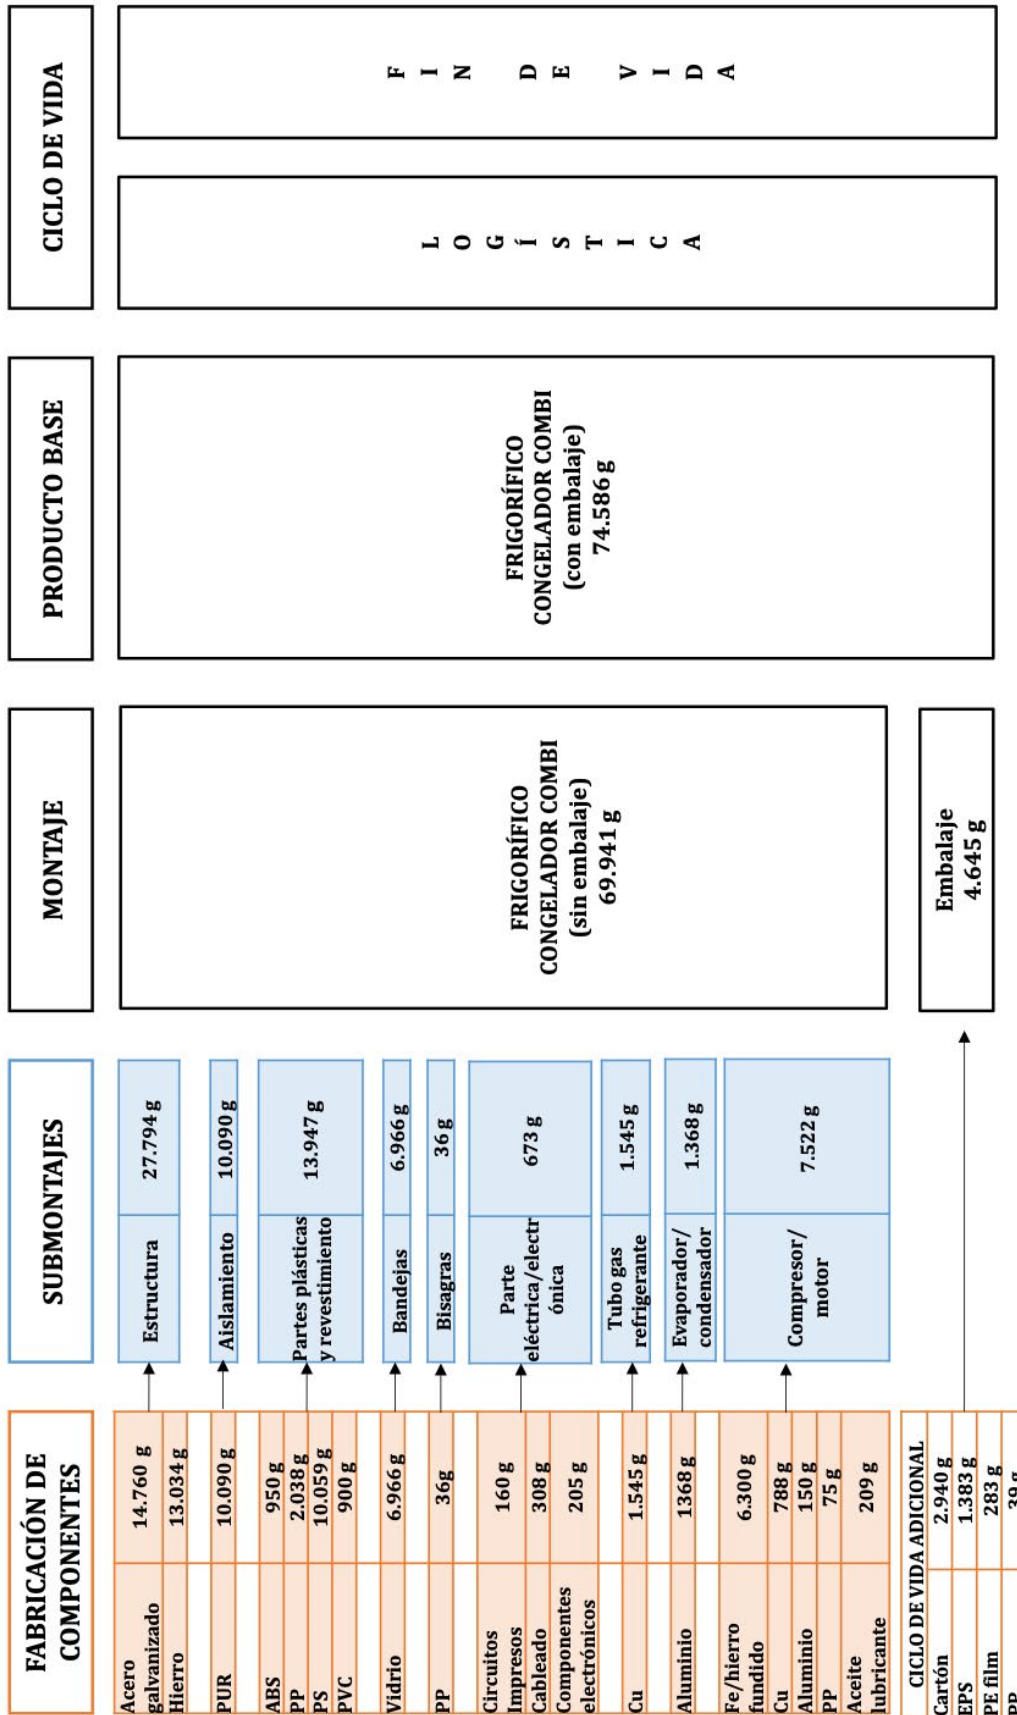 FABRICACIÓN DE
COMPONENTES
SUBMONTAJES
MONTAJE
PRODUCTO BASE
CICLO DE VIDA
Acero
galvanizado 14.760 g
Hierro 13.034 g
Estructura 27.794 g
PUR 10.090 g
Aislamiento 10.090 g
ABS 950 g
PP 2.038 g
PS 10.059 g
PVC 900 g
Partes plásticas
y revestimiento
13.947 g
Vidrio 6.966 g
Bandejas 6.966 g
PP 36g
Bisagras 36 g
Circuitos
Impresos 160 g
Cableado 308 g
Componentes
electrónicos 205 g
Parte
eléctrica/electr
ónica
673 g
Cu 1.545 g
Tubo gas
refrigerante
1.545 g
Aluminio 1368 g
Evaporador/
condensador
1.368 g
Fe/hierro
fundido 6.300 g
Cu 788 g
Aluminio 150 g
PP 75 g
Aceite
lubricante 209 g
Compresor/
motor
7.522 g
FRIGORÍFICO
CONGELADOR COMBI
(sin embalaje)
69.941 g
FRIGORÍFICO
CONGELADOR COMBI
(con embalaje)
74.586 g
LOGÍSTICA
FIN DE VIDA
CICLO DE VIDA ADICIONAL
Cartón 2.940 g
EPS 1.383 g
PE film 283 g
PP 39 g
Embalaje
4.645 g